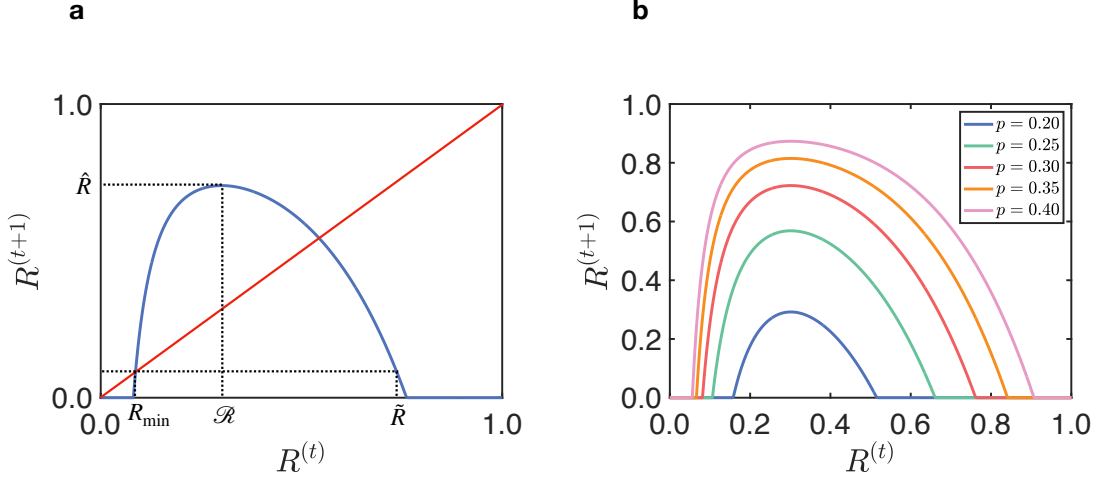 a
1.0
R̂
R^{(t+1)}
0.0
R_{min}
ℛ
R̃
0.0
1.0
R^{(t)}
b
1.0
0.8
0.6
0.4
0.2
0.0
R^{(t+1)}
p = 0.20
p = 0.25
p = 0.30
p = 0.35
p = 0.40
0.0
0.2
0.4
0.6
0.8
1.0
R^{(t)}